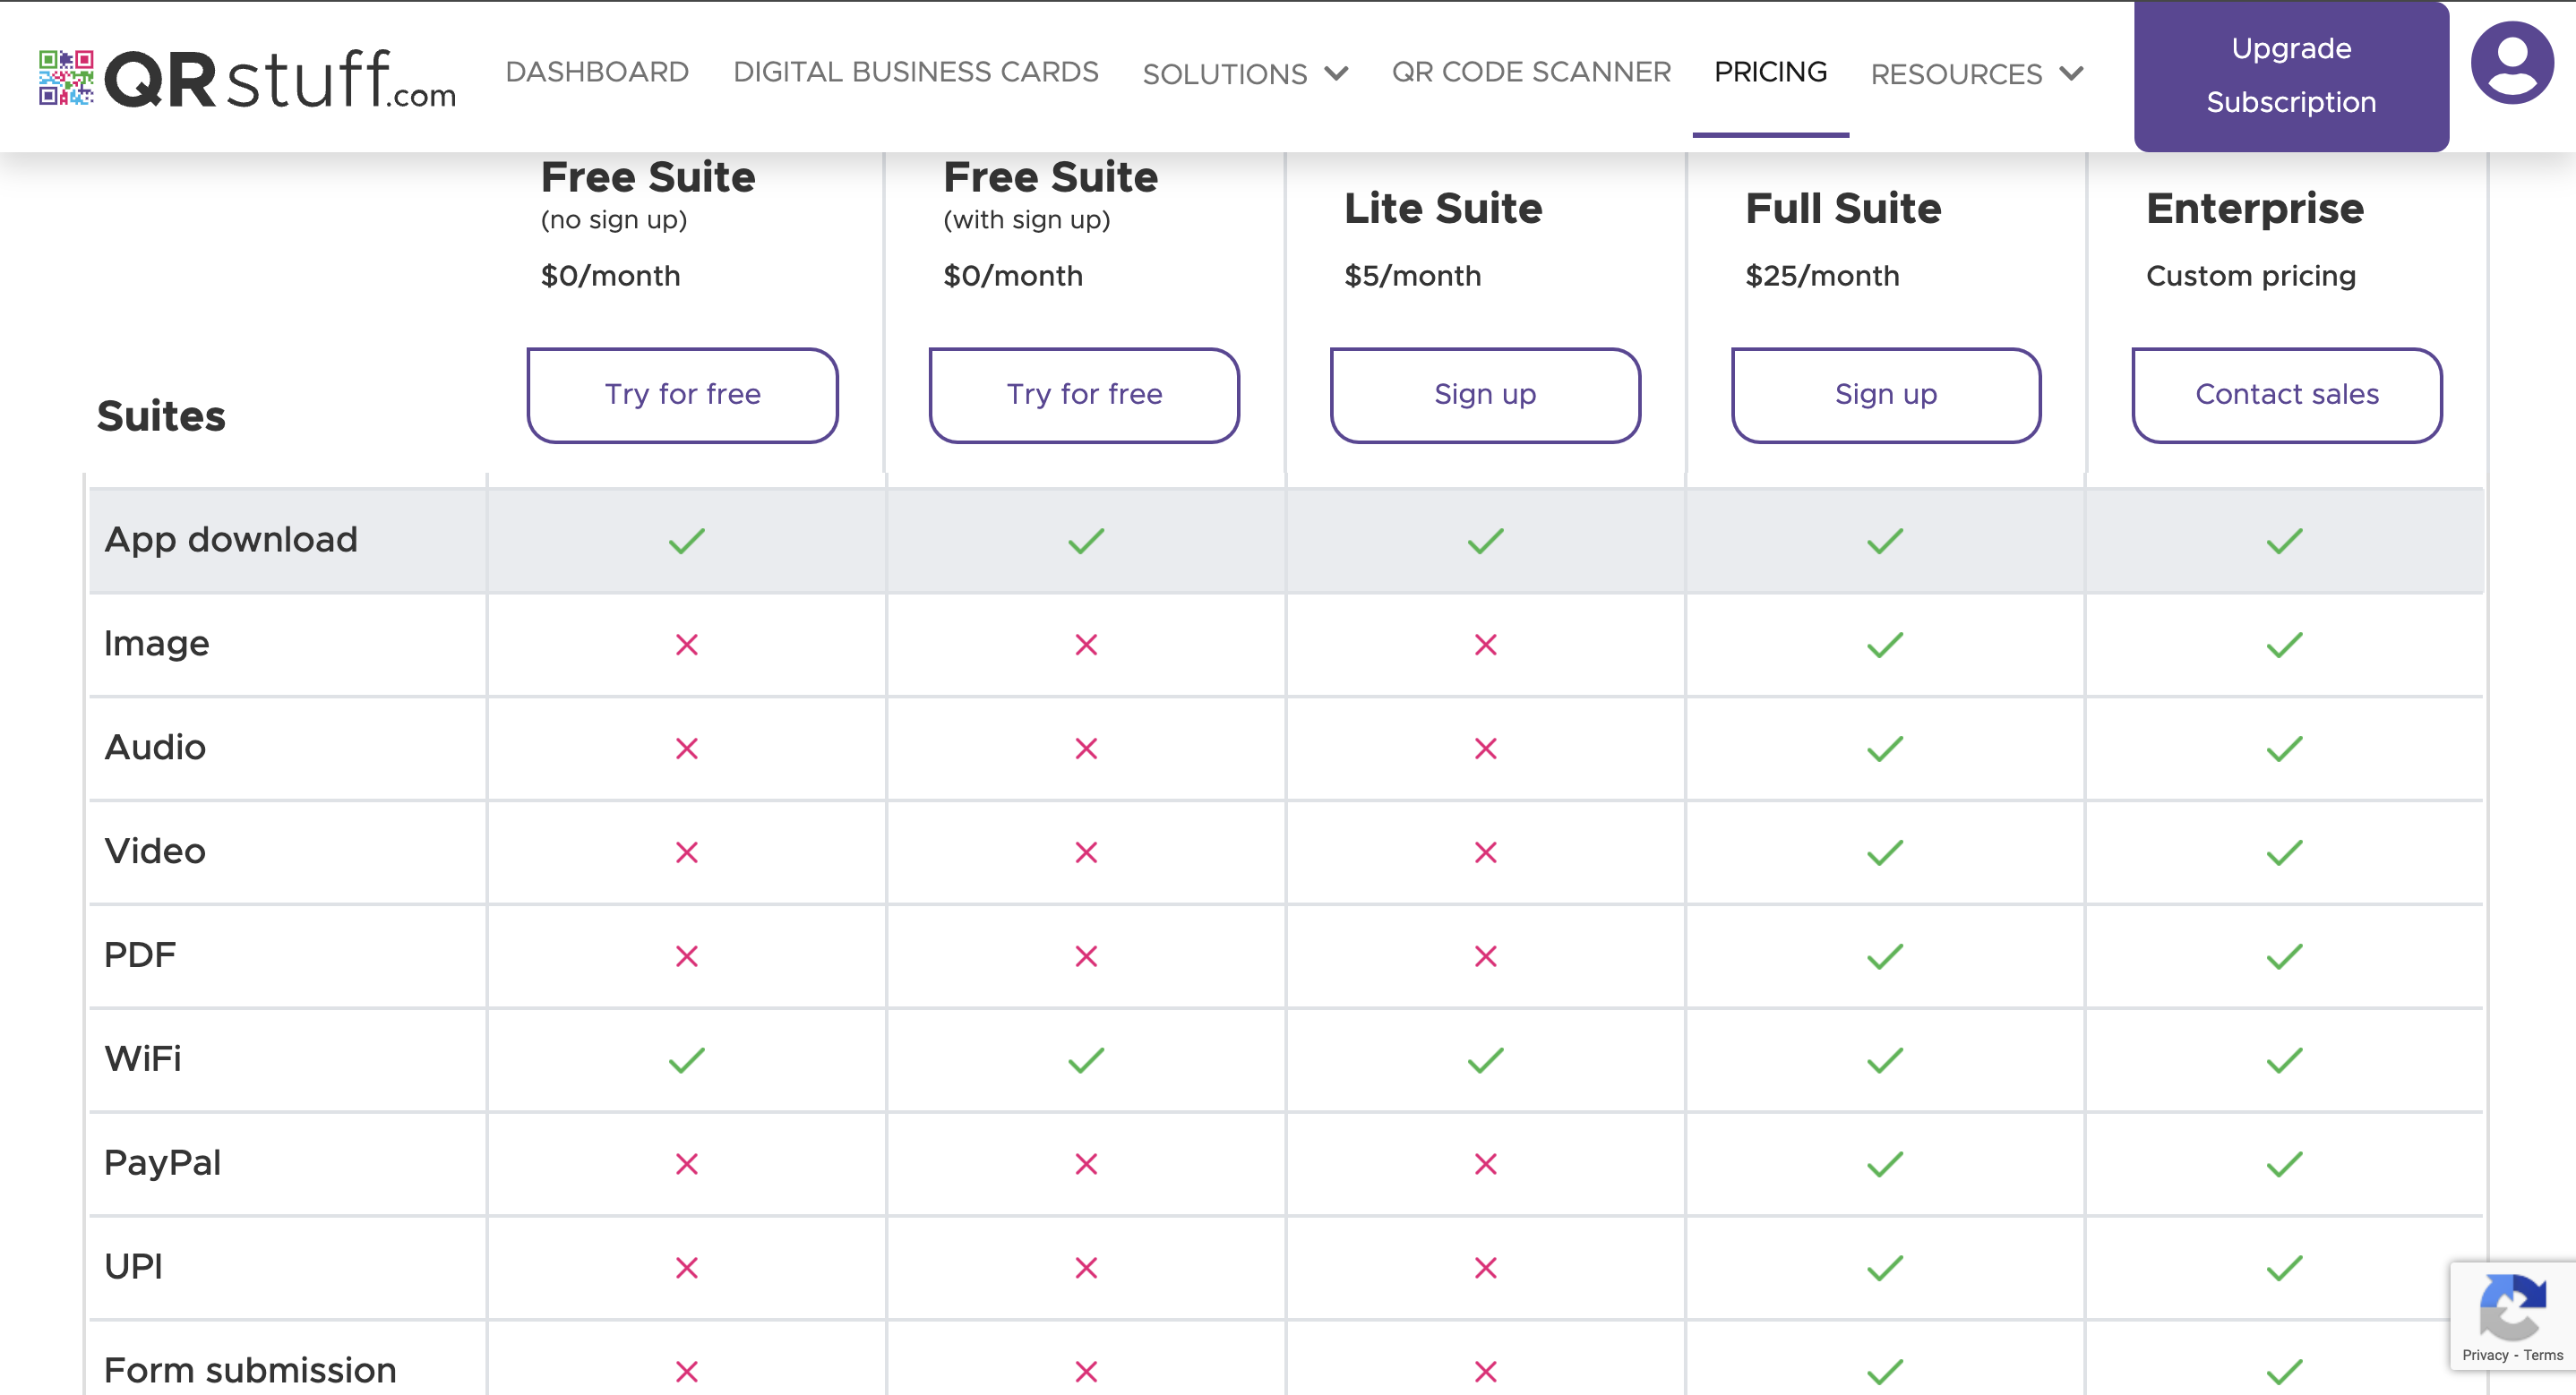 QRstuff.com
DASHBOARD
DIGITAL BUSINESS CARDS
SOLUTIONS
QR CODE SCANNER
PRICING
RESOURCES
Upgrade
Subscription
Suites
Free Suite
(no sign up)
$0/month
Try for free
Free Suite
(with sign up)
$0/month
Try for free
Lite Suite
$5/month
Sign up
Full Suite
$25/month
Sign up
Enterprise
Custom pricing
Contact sales
App download
Image
Audio
Video
PDF
WiFi
PayPal
UPI
Form submission
Privacy - Terms